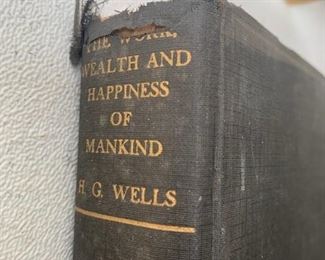 THE WORK,
WEALTH AND
HAPPINESS
OF
MANKIND
H. G. WELLS